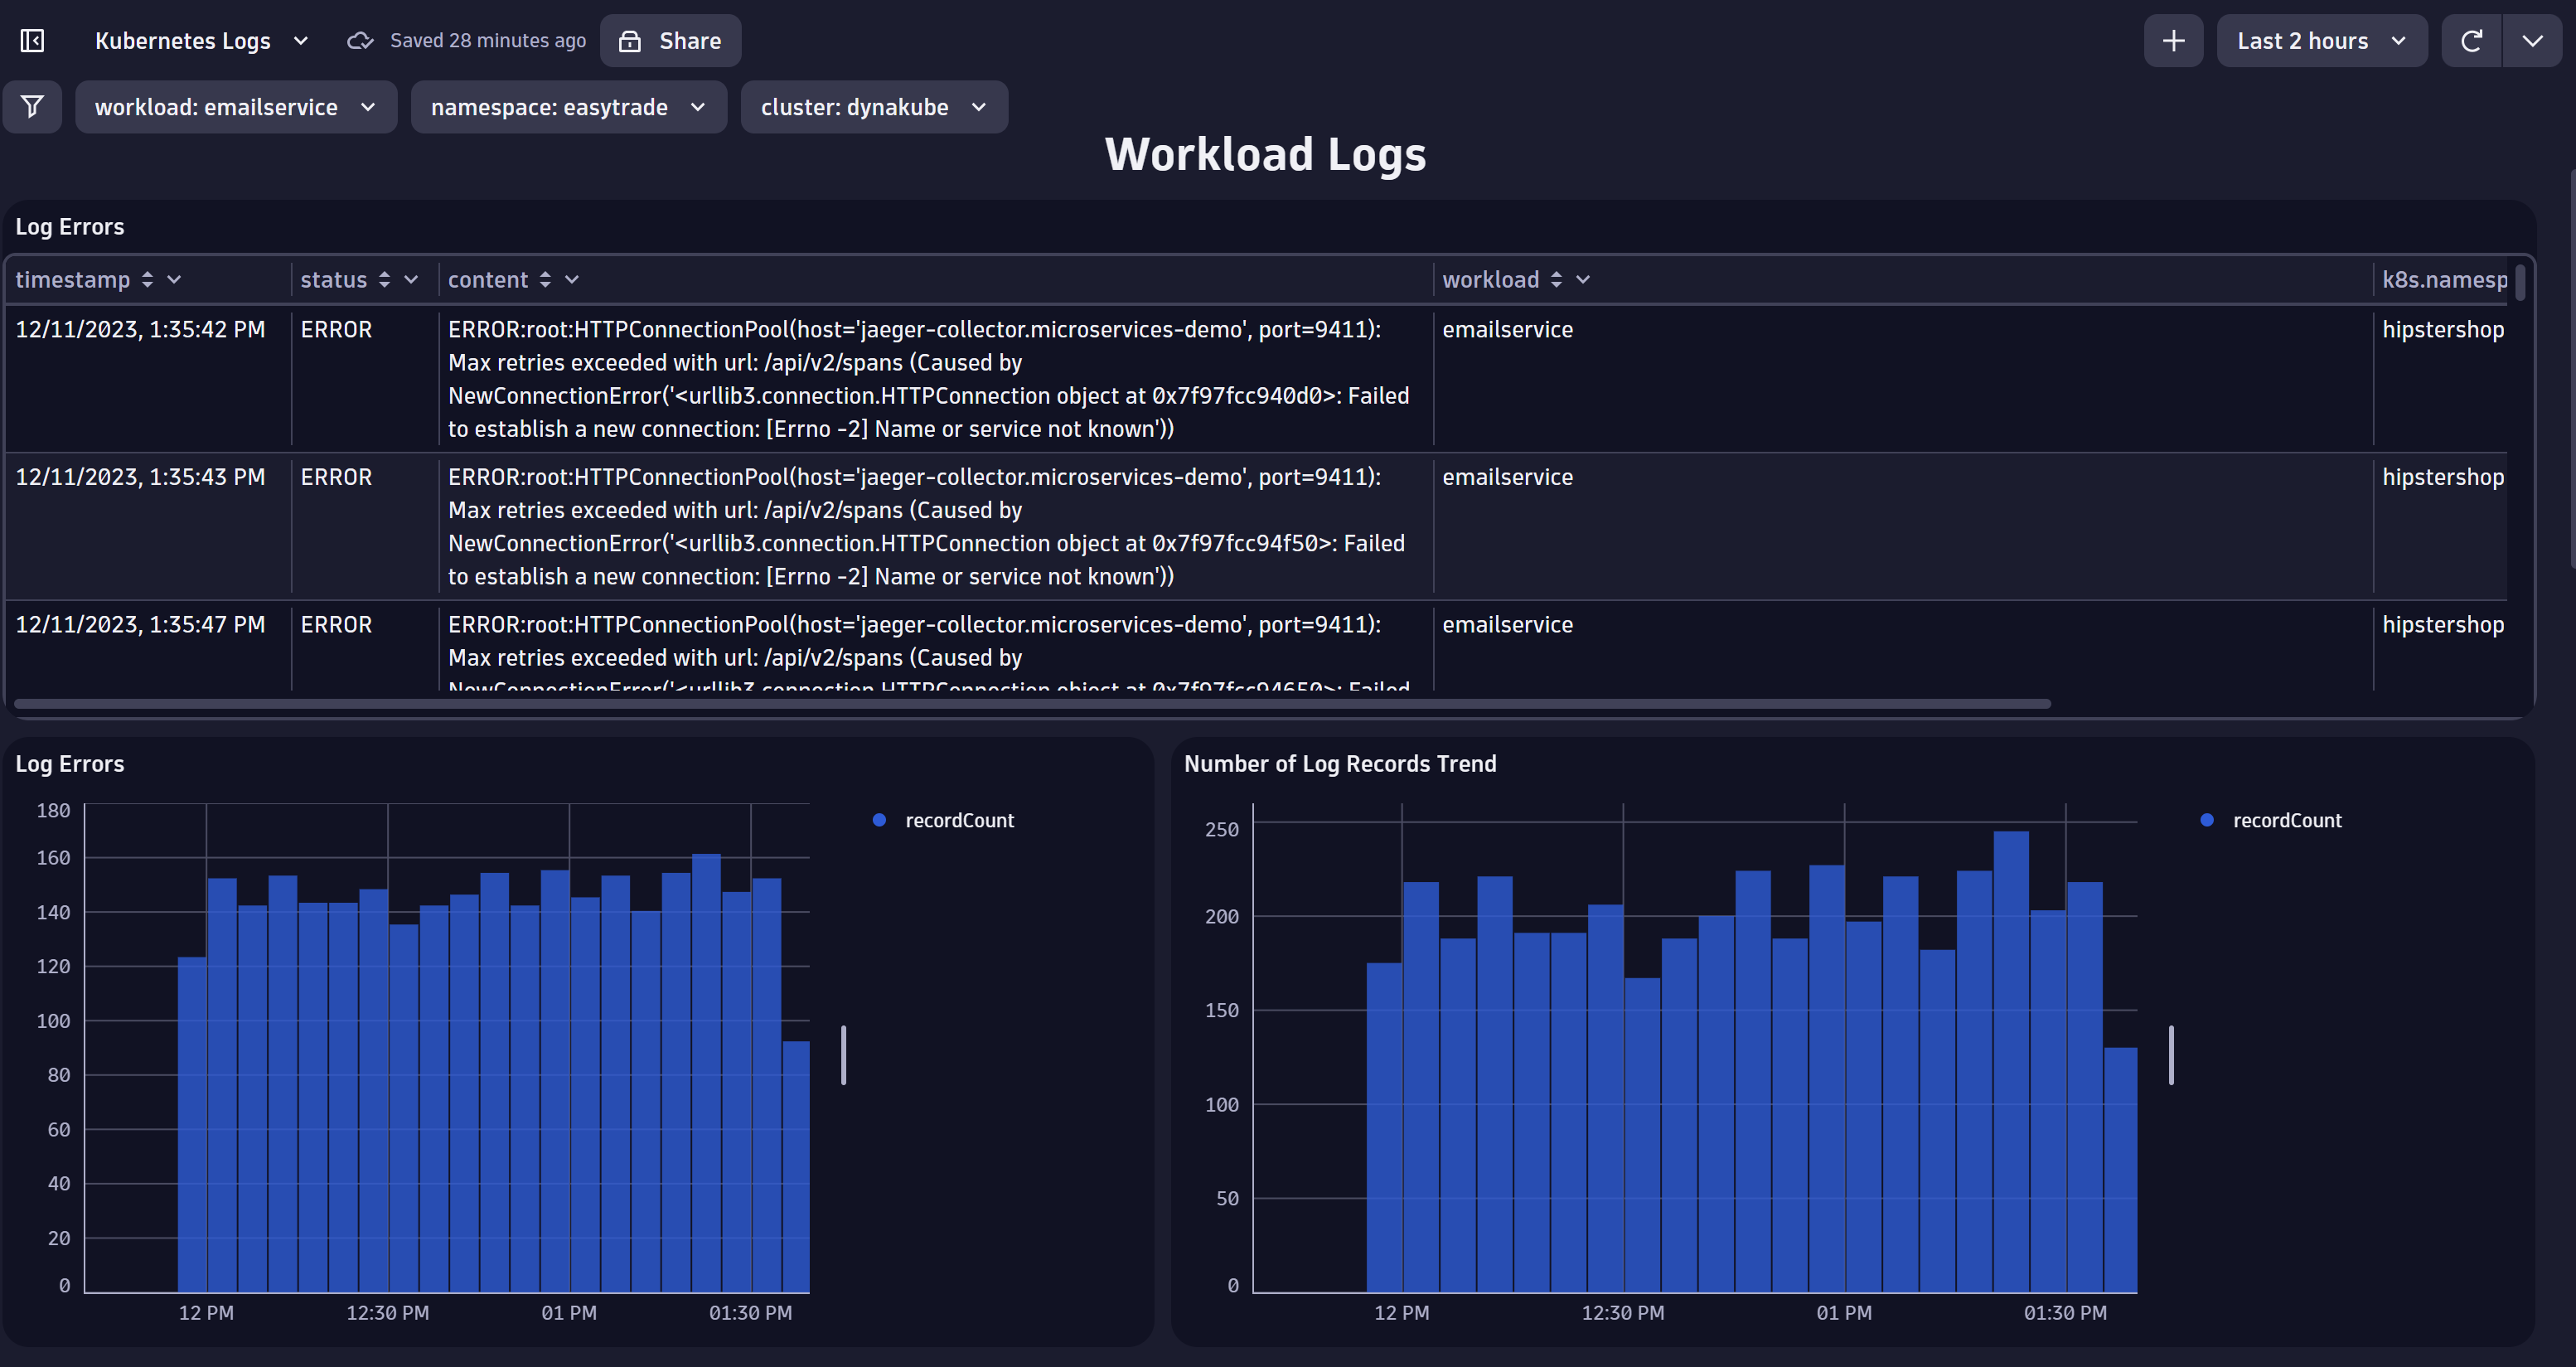 Kubernetes Logs
Saved 28 minutes ago
Share
Last 2 hours
workload: emailservice
namespace: easytrade
cluster: dynakube
Workload Logs
Log Errors
timestamp
status
content
workload
k8s.namesp
12/11/2023, 1:35:42 PM
ERROR
ERROR:root:HTTPConnectionPool(host='jaeger-collector.microservices-demo', port=9411):
Max retries exceeded with url: /api/v2/spans (Caused by
NewConnectionError('<urllib3.connection.HTTPConnection object at 0x7f97fcc940d0>: Failed
to establish a new connection: [Errno -2] Name or service not known'))
emailservice
hipstershop
12/11/2023, 1:35:43 PM
ERROR
ERROR:root:HTTPConnectionPool(host='jaeger-collector.microservices-demo', port=9411):
Max retries exceeded with url: /api/v2/spans (Caused by
NewConnectionError('<urllib3.connection.HTTPConnection object at 0x7f97fcc94f50>: Failed
to establish a new connection: [Errno -2] Name or service not known'))
emailservice
hipstershop
12/11/2023, 1:35:47 PM
ERROR
ERROR:root:HTTPConnectionPool(host='jaeger-collector.microservices-demo', port=9411):
Max retries exceeded with url: /api/v2/spans (Caused by
NewConnectionError('<urllib3.connection.HTTPConnection object at 0x7f97fcc94650>: Failed
emailservice
hipstershop
Log Errors
180
160
140
120
100
80
60
40
20
0
12 PM
12:30 PM
01 PM
01:30 PM
recordCount
Number of Log Records Trend
250
200
150
100
50
0
12 PM
12:30 PM
01 PM
01:30 PM
recordCount